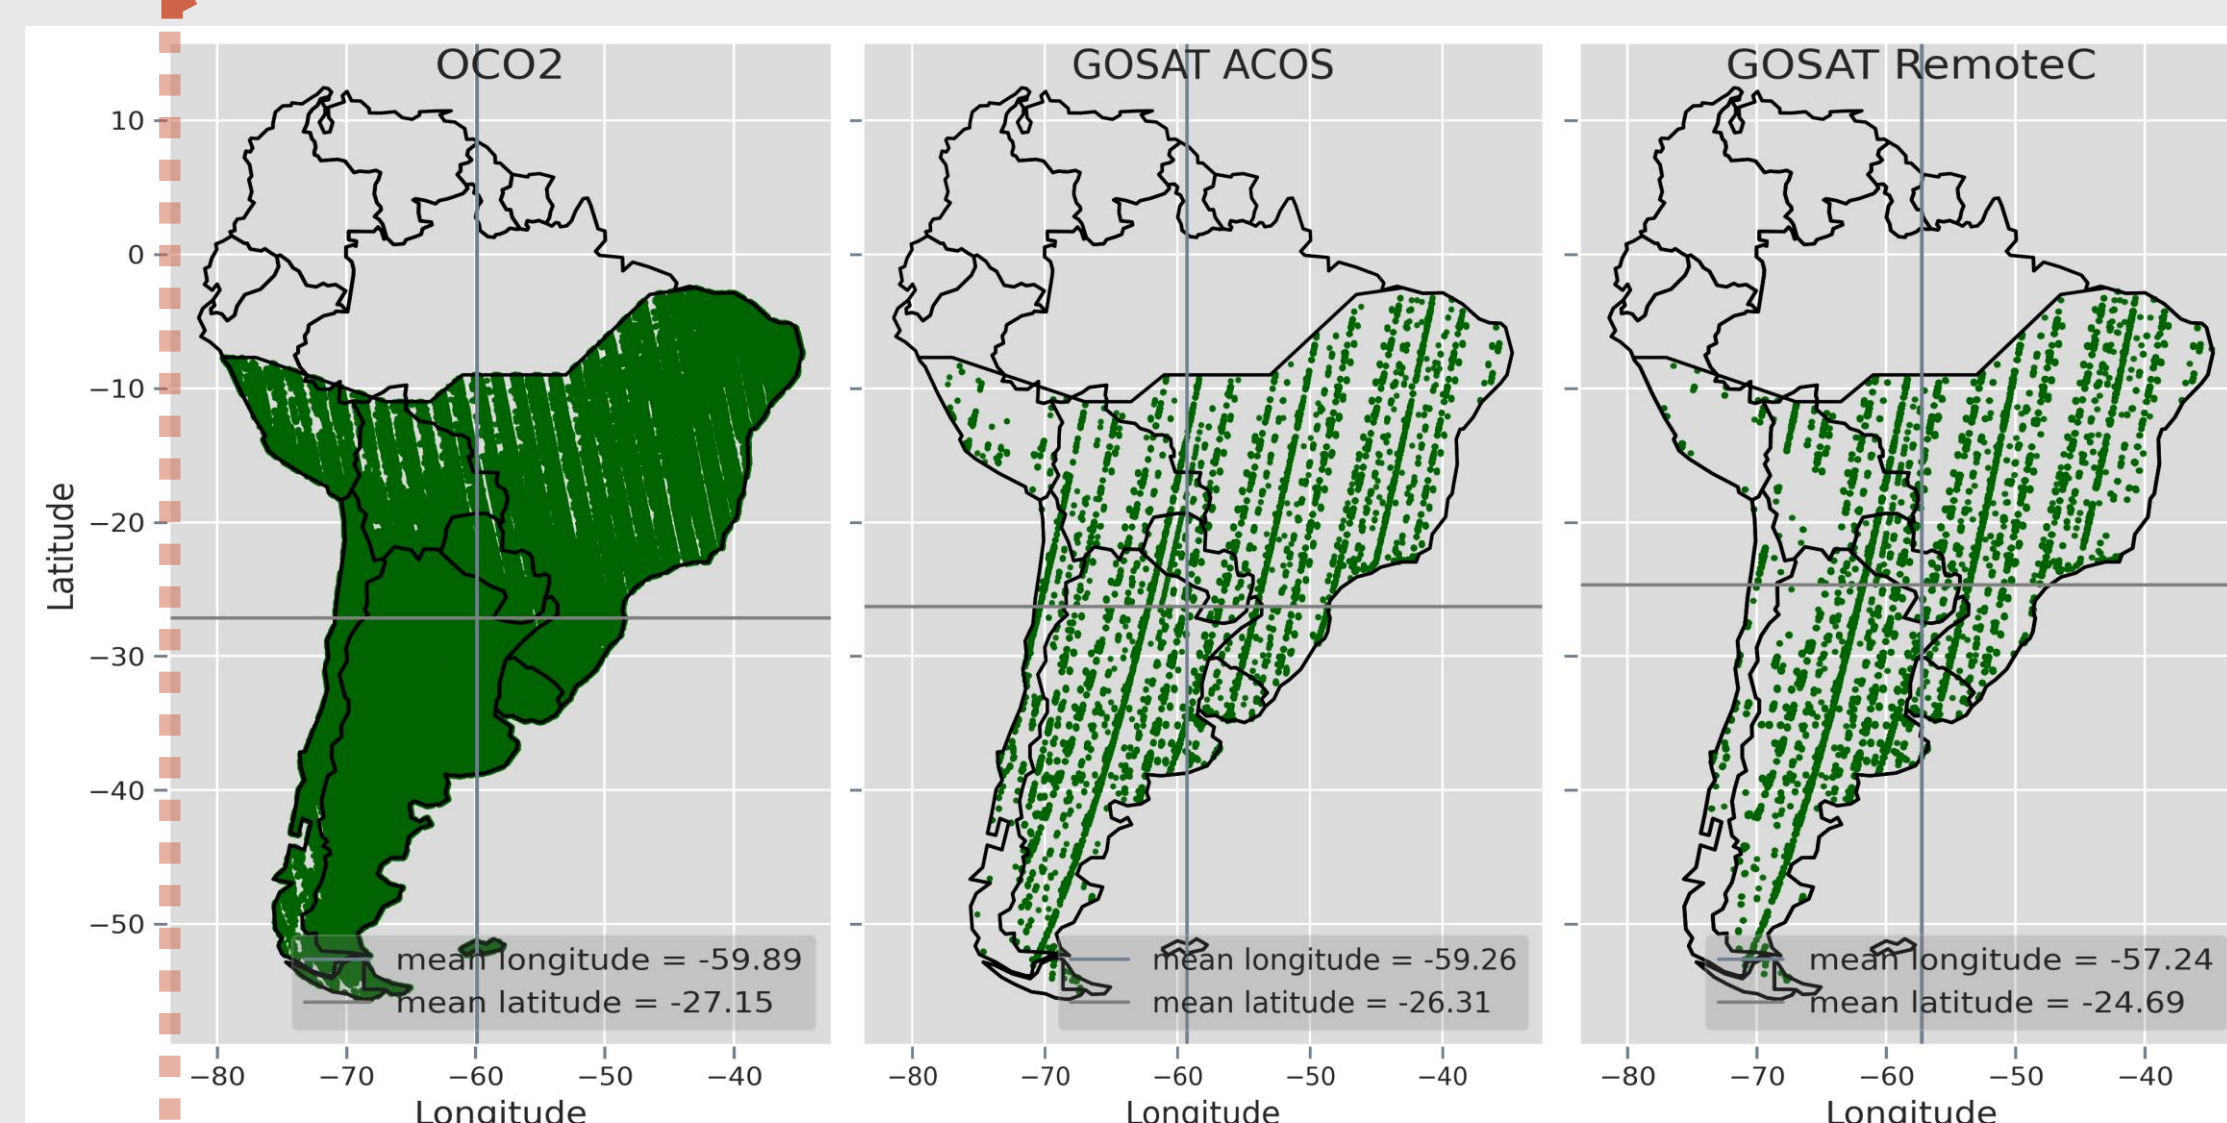 OCO2
GOSAT ACOS
GOSAT RemoteC
Latitude
10
0
−10
−20
−30
−40
−50
mean longitude = -59.89
mean latitude = -27.15
mean longitude = -59.26
mean latitude = -26.31
mean longitude = -57.24
mean latitude = -24.69
−80 −70 −60 −50 −40
−80 −70 −60 −50 −40
−80 −70 −60 −50 −40
Longitude
Longitude
Longitude